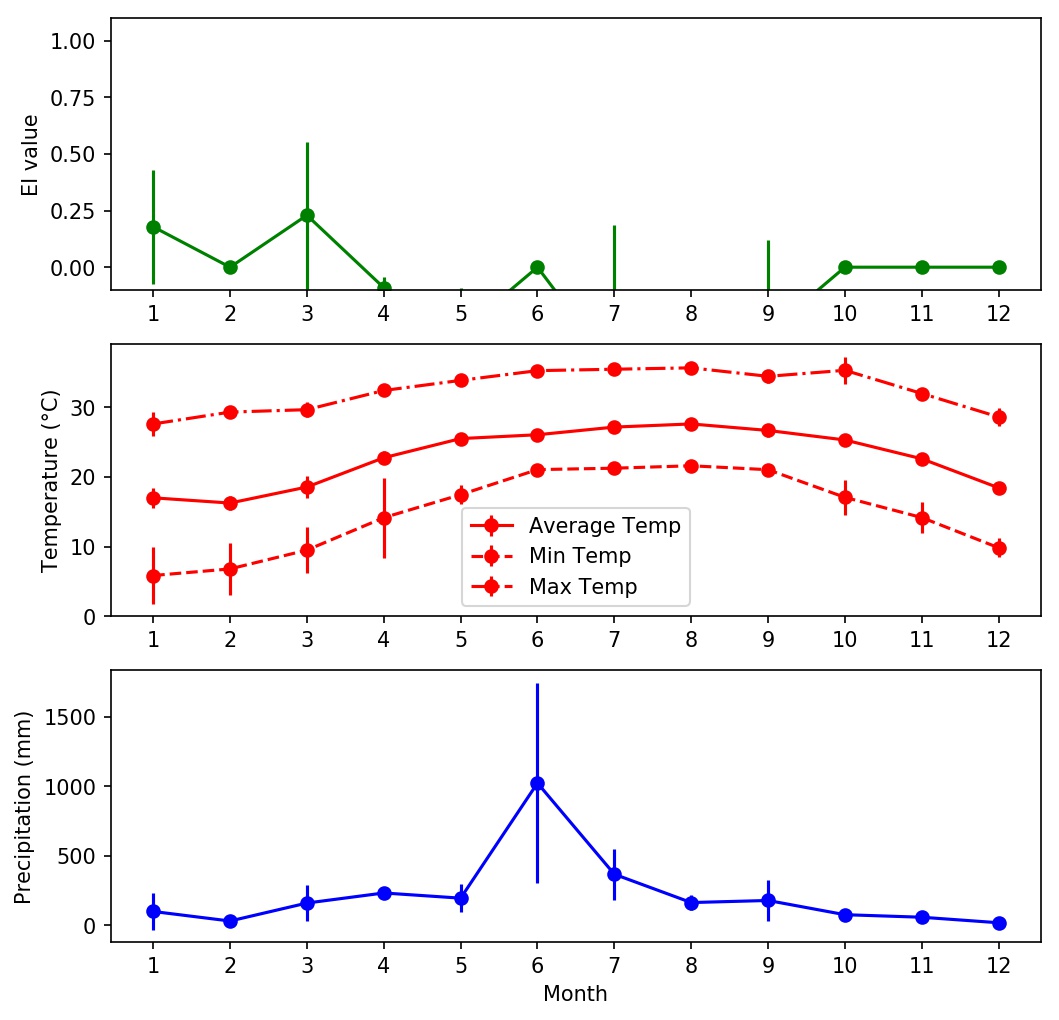 1.00
0.75
0.50
0.25
0.00
EI value
1 2 3 4 5 6 7 8 9 10 11 12
30
20
10
0
Temperature (°C)
Average Temp
Min Temp
Max Temp
1 2 3 4 5 6 7 8 9 10 11 12
1500
1000
500
0
Precipitation (mm)
1 2 3 4 5 6 7 8 9 10 11 12
Month